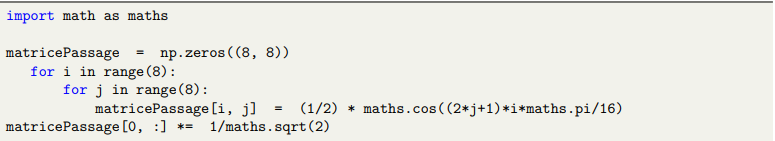 import math as maths
matricePassage = np.zeros((8, 8))
for i in range(8):
for j in range(8):
matricePassage[i, j] = (1/2) * maths.cos((2*j+1)*i*maths.pi/16)
matricePassage[0, :] *= 1/maths.sqrt(2)